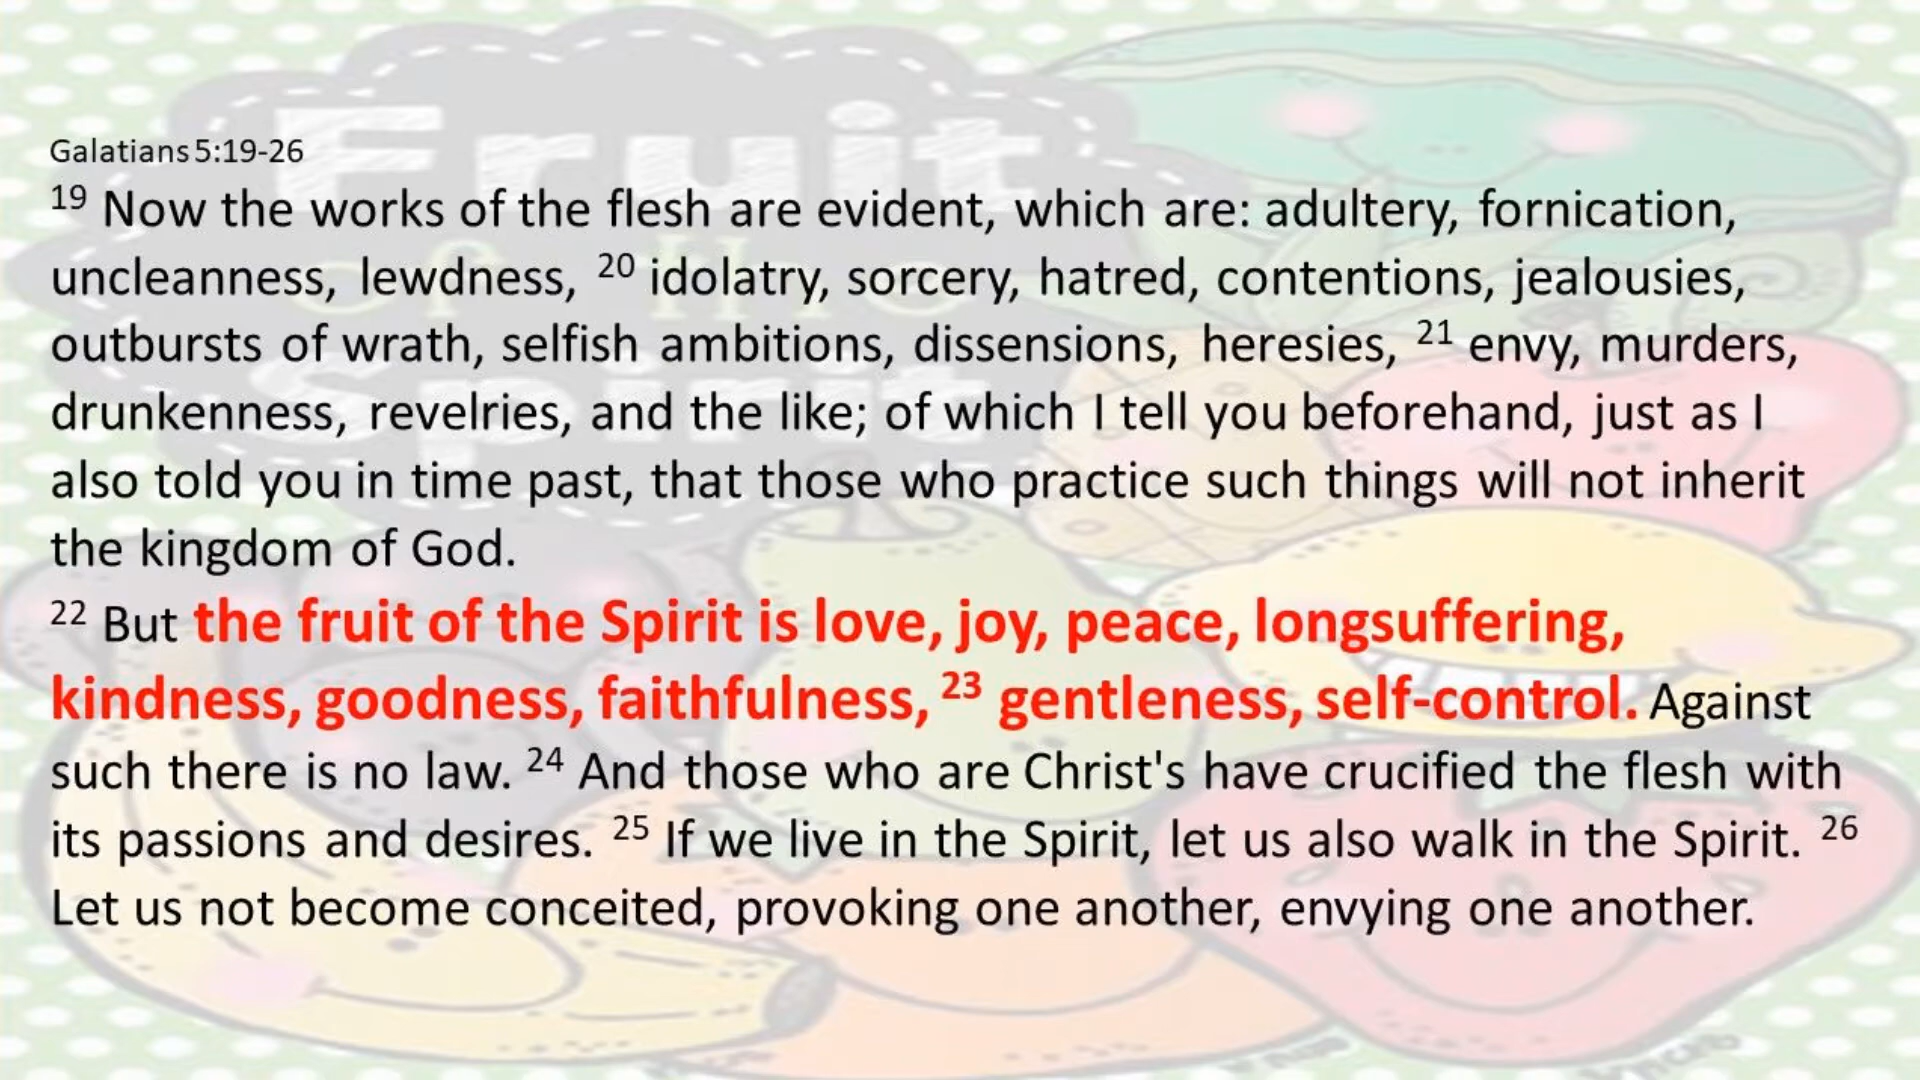 Fruit
of the
Spirit
Galatians 5:19-26
19 Now the works of the flesh are evident, which are: adultery, fornication,
uncleanness, lewdness, 20 idolatry, sorcery, hatred, contentions, jealousies,
outbursts of wrath, selfish ambitions, dissensions, heresies, 21 envy, murders,
drunkenness, revelries, and the like; of which I tell you beforehand, just as I
also told you in time past, that those who practice such things will not inherit
the kingdom of God.
22 But the fruit of the Spirit is love, joy, peace, longsuffering,
kindness, goodness, faithfulness, 23 gentleness, self-control. Against
such there is no law. 24 And those who are Christ's have crucified the flesh with
its passions and desires. 25 If we live in the Spirit, let us also walk in the Spirit. 26
Let us not become conceited, provoking one another, envying one another.